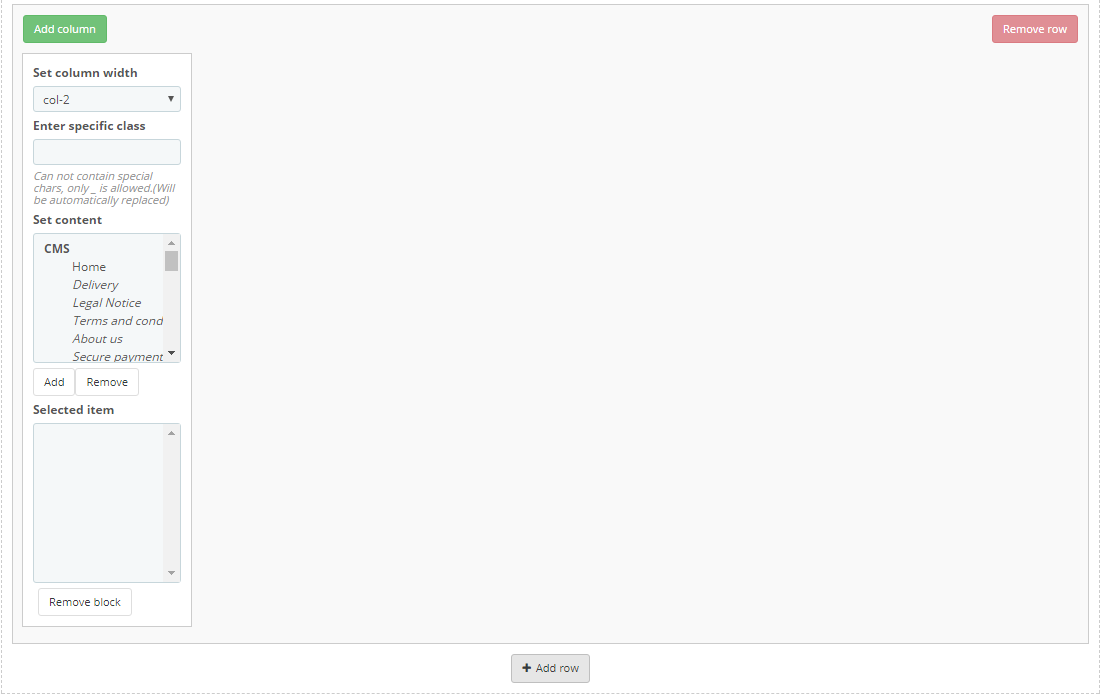 Add column
Remove row
Set column width
col-2
Enter specific class
Can not contain special
chars, only _ is allowed.(Will
be automatically replaced)
Set content
CMS
Home
Delivery
Legal Notice
Terms and cond
About us
Secure payment
Add
Remove
Selected item
Remove block
Add row